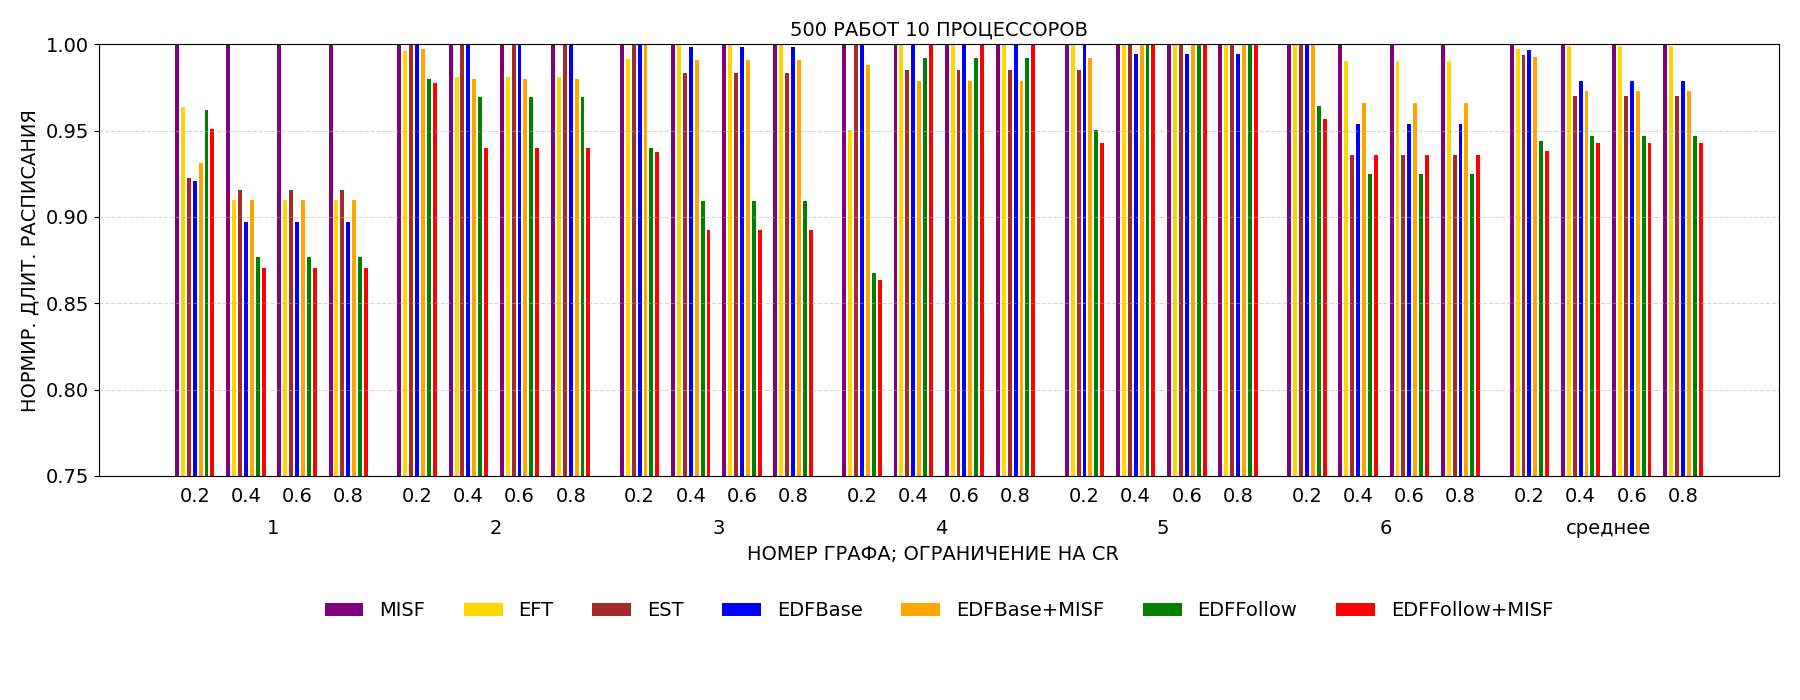 500 РАБОТ 10 ПРОЦЕССОРОВ
НОРМИР. ДЛИТ. РАСПИСАНИЯ
1.00
0.95
0.90
0.85
0.80
0.75
0.2 0.4 0.6 0.8 0.2 0.4 0.6 0.8 0.2 0.4 0.6 0.8 0.2 0.4 0.6 0.8 0.2 0.4 0.6 0.8 0.2 0.4 0.6 0.8 0.2 0.4 0.6 0.8
1 2 3 4 5 6 среднее
НОМЕР ГРАФА; ОГРАНИЧЕНИЕ НА CR
MISF EFT EST EDFBase EDFBase+MISF EDFFollow EDFFollow+MISF